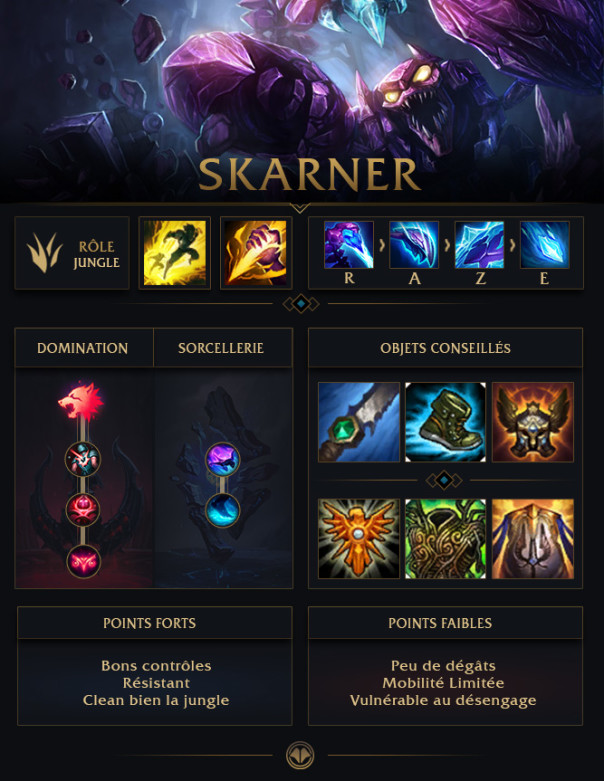 SKARNER
RÔLE
JUNGLE
R A Z E
DOMINATION
SORCELLERIE
OBJETS CONSEILLÉS
POINTS FORTS
Bons contrôles
Résistant
Clean bien la jungle
POINTS FAIBLES
Peu de dégâts
Mobilité Limitée
Vulnérable au désengage